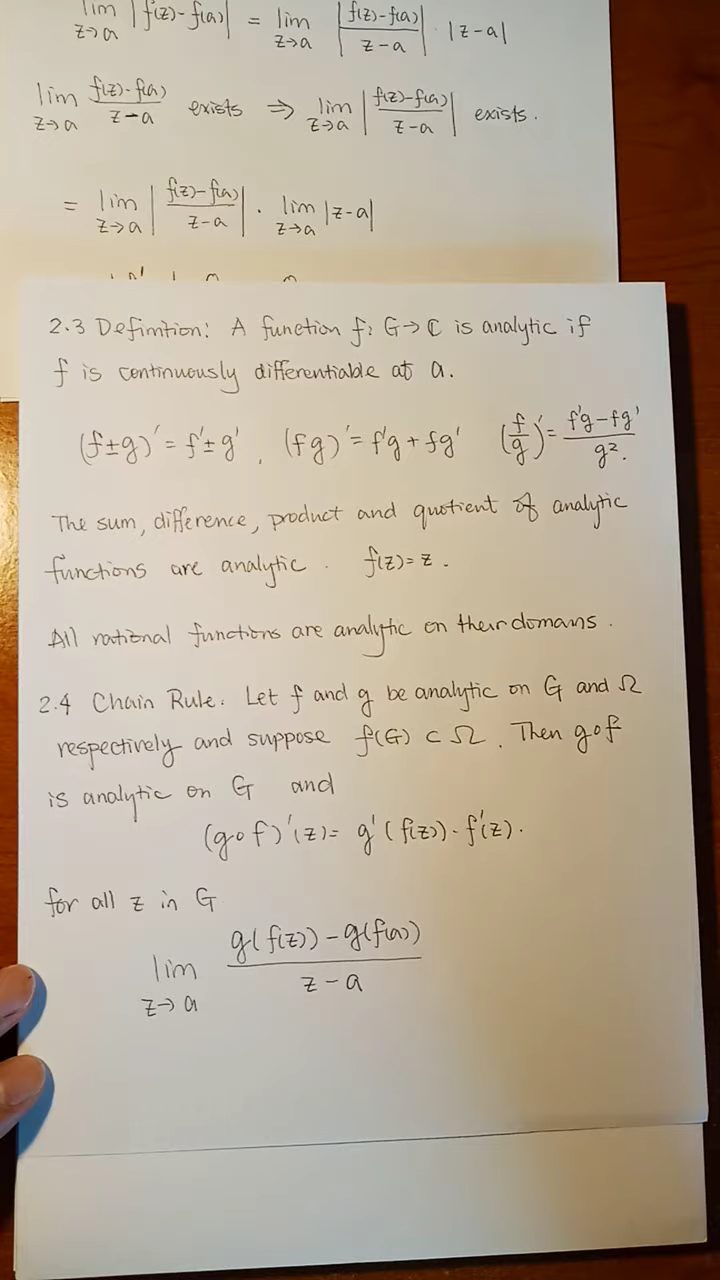 lim z→a |f(z)-f(a)| = lim z→a |f(z)-f(a) / z-a| · |z-a|
lim z→a f(z)-f(a) / z-a exists ⇒ lim z→a |f(z)-f(a) / z-a| exists.
= lim z→a |f(z)-f(a) / z-a| · lim z→a |z-a|
2.3 Defintion: A function f: G→ℂ is analytic if
f is continuously differentiable at a.
(f±g)' = f'±g' , (fg)' = f'g + fg' (f/g)' = f'g-fg' / g².
The sum, difference, product and quotient of analytic
functions are analytic. f(z)=z.
All rational functions are analytic on their domans.
2.4 Chain Rule. Let f and g be analytic on G and Ω
respectively and suppose f(G) ⊂ Ω. Then g∘f
is analytic on G and
(g∘f)'(z) = g'(f(z)) · f'(z).
for all z in G
lim z→a g(f(z)) - g(f(a)) / z-a